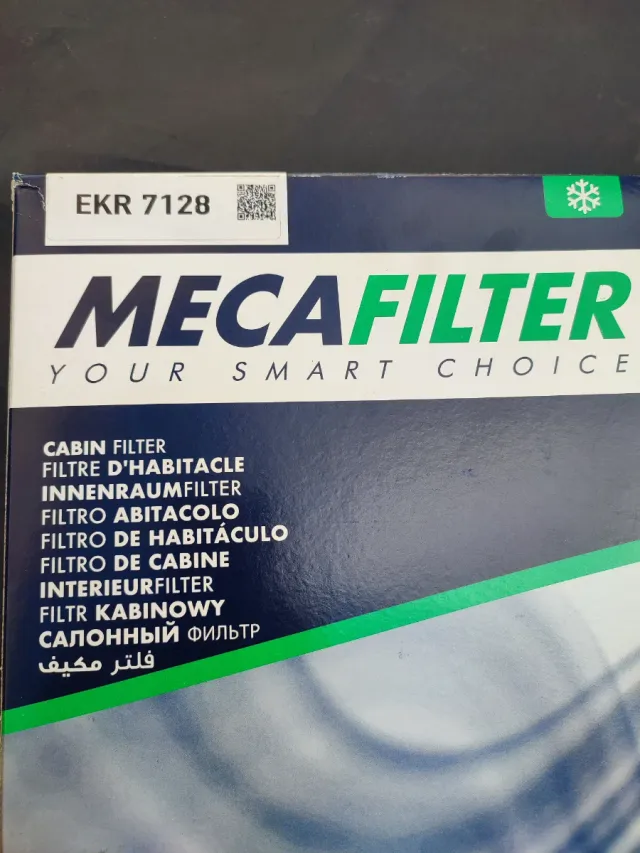 EKR 7128
MECAFILTER
YOUR SMART CHOICE
CABIN FILTER
FILTRE D'HABITACLE
INNENRAUMFILTER
FILTRO ABITACOLO
FILTRO DE HABITÁCULO
FILTRO DE CABINE
INTERIEURFILTER
FILTR KABINOWY
САЛОННЫЙ ФИЛЬТР
فلتر مكيف